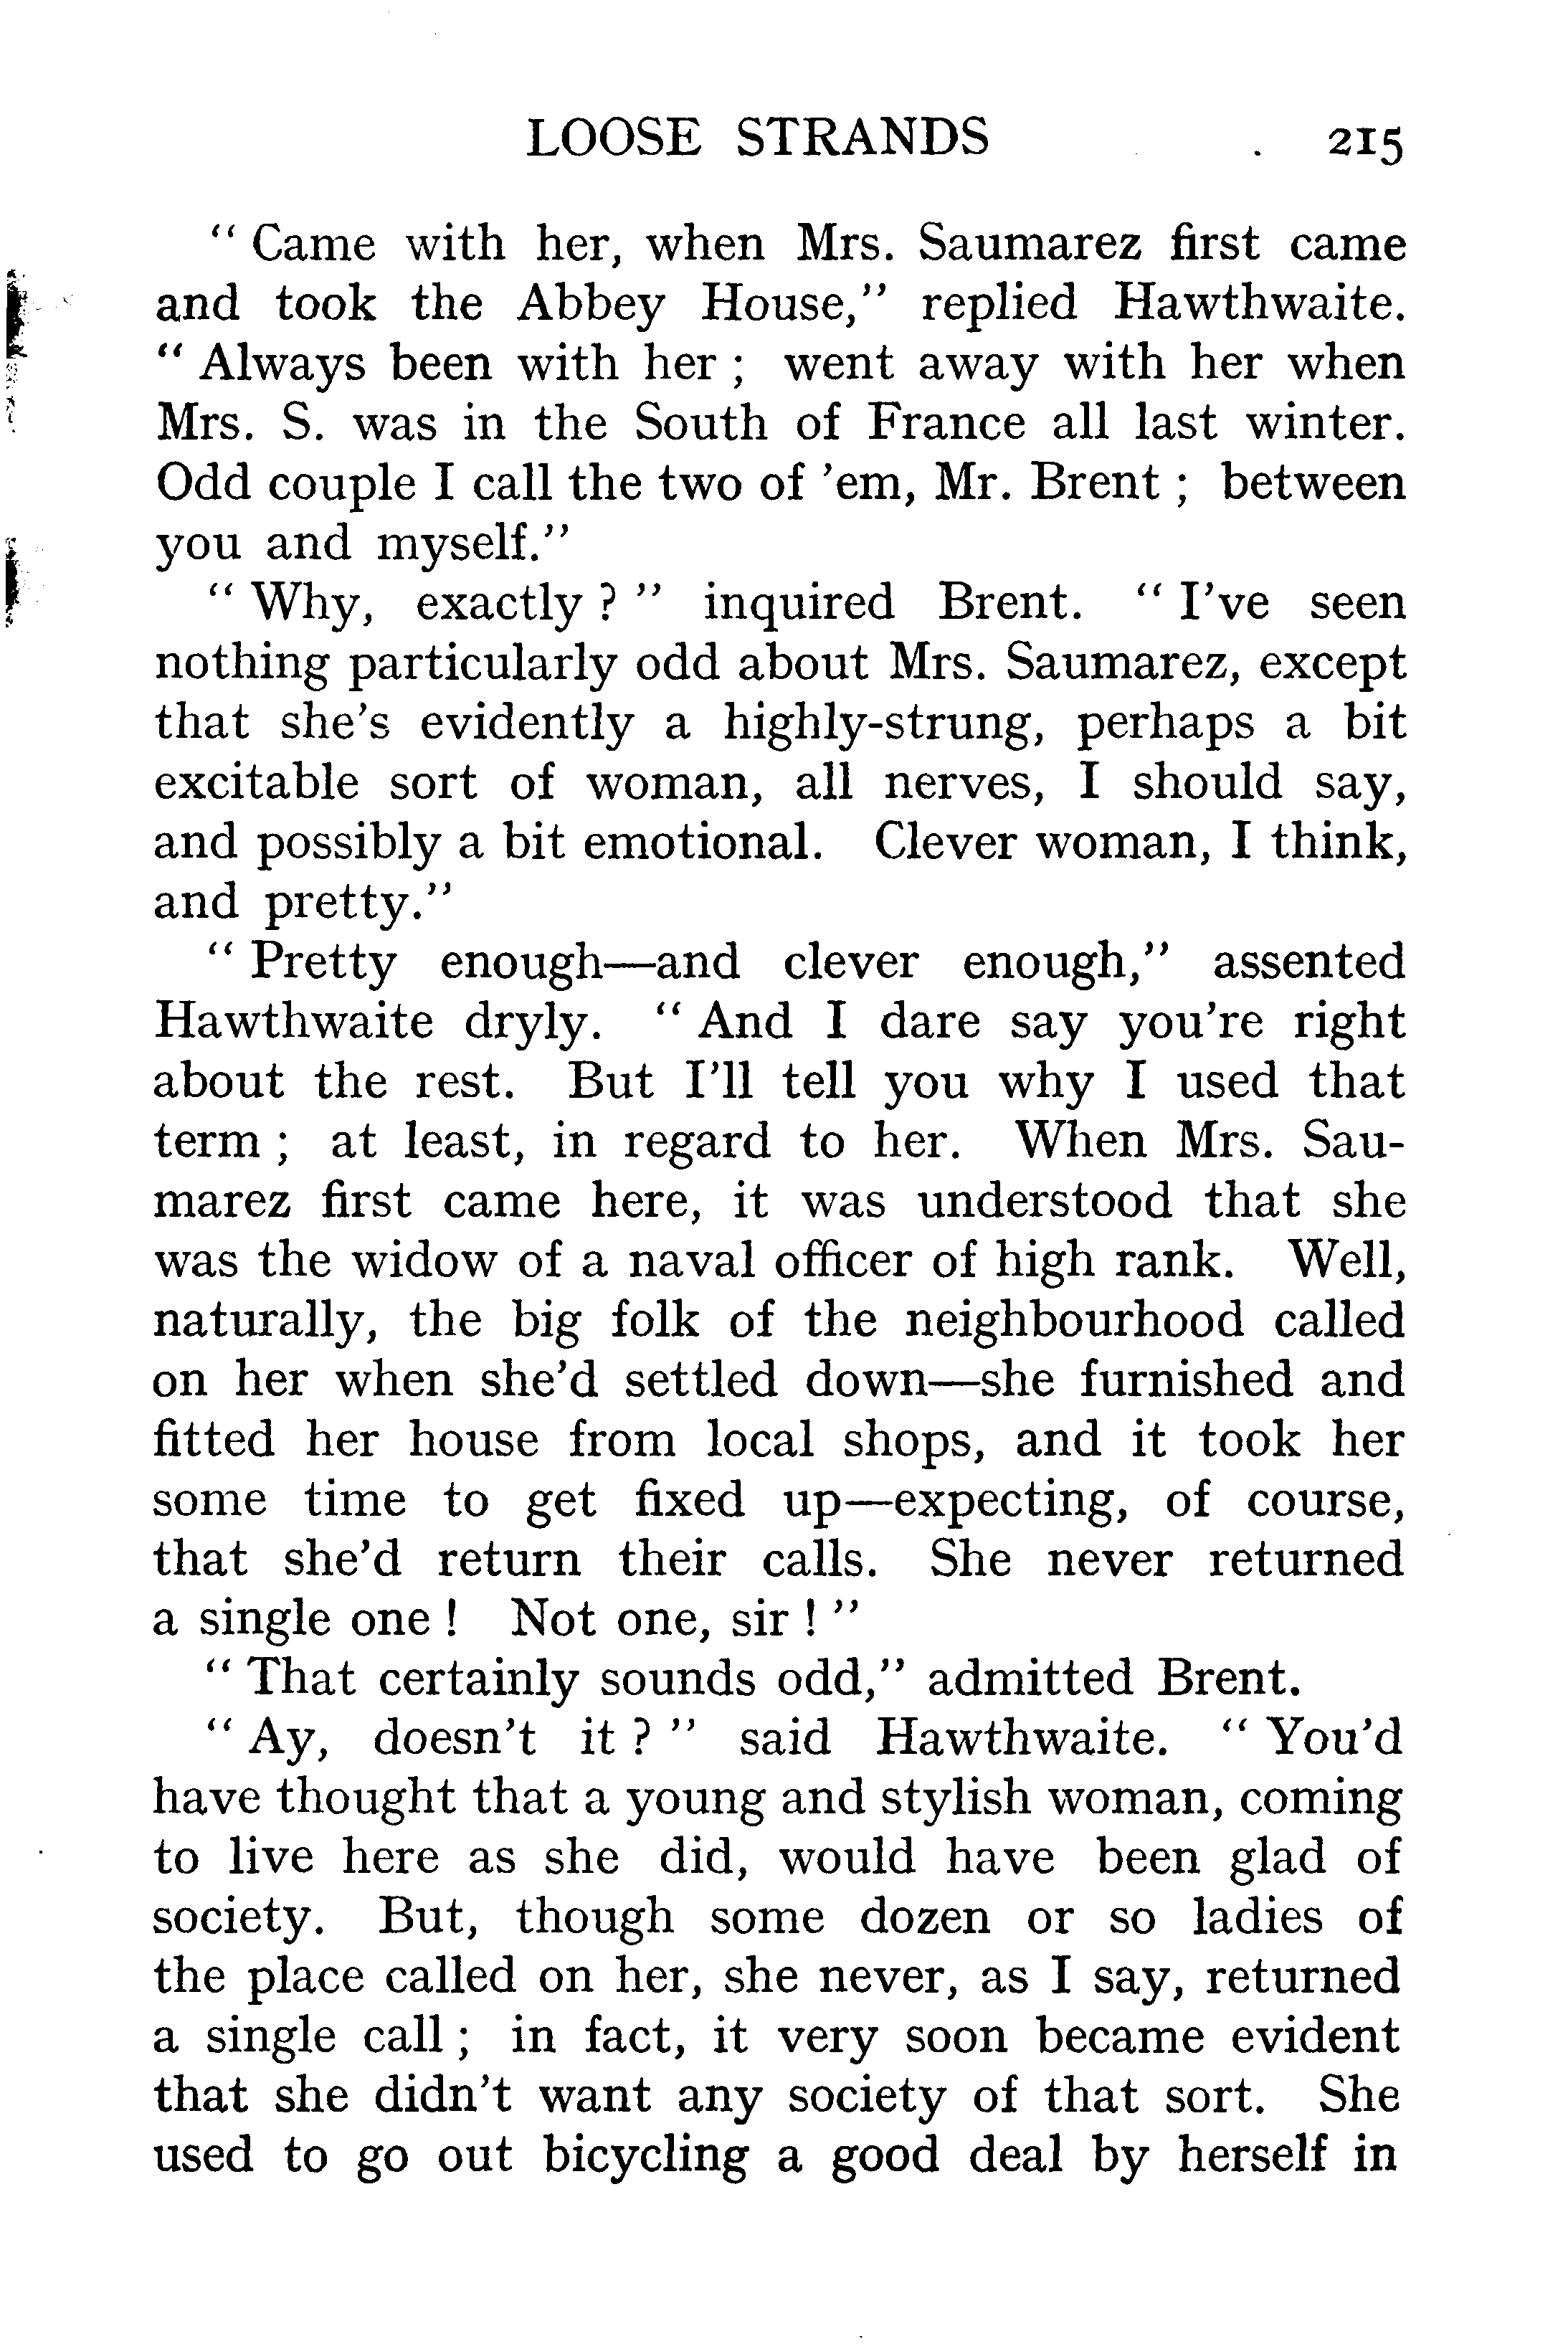 LOOSE STRANDS 215
“ Came with her, when Mrs. Saumarez first came
and took the Abbey House,” replied Hawthwaite.
“ Always been with her ; went away with her when
Mrs. S. was in the South of France all last winter.
Odd couple I call the two of ’em, Mr. Brent ; between
you and myself.”
“ Why, exactly ? ” inquired Brent. “ I’ve seen
nothing particularly odd about Mrs. Saumarez, except
that she’s evidently a highly-strung, perhaps a bit
excitable sort of woman, all nerves, I should say,
and possibly a bit emotional. Clever woman, I think,
and pretty.”
“ Pretty enough—and clever enough,” assented
Hawthwaite dryly. “ And I dare say you’re right
about the rest. But I’ll tell you why I used that
term ; at least, in regard to her. When Mrs. Sau-
marez first came here, it was understood that she
was the widow of a naval officer of high rank. Well,
naturally, the big folk of the neighbourhood called
on her when she’d settled down—she furnished and
fitted her house from local shops, and it took her
some time to get fixed up—expecting, of course,
that she’d return their calls. She never returned
a single one ! Not one, sir ! ”
“ That certainly sounds odd,” admitted Brent.
“ Ay, doesn’t it ? ” said Hawthwaite. “ You’d
have thought that a young and stylish woman, coming
to live here as she did, would have been glad of
society. But, though some dozen or so ladies of
the place called on her, she never, as I say, returned
a single call ; in fact, it very soon became evident
that she didn’t want any society of that sort. She
used to go out bicycling a good deal by herself in